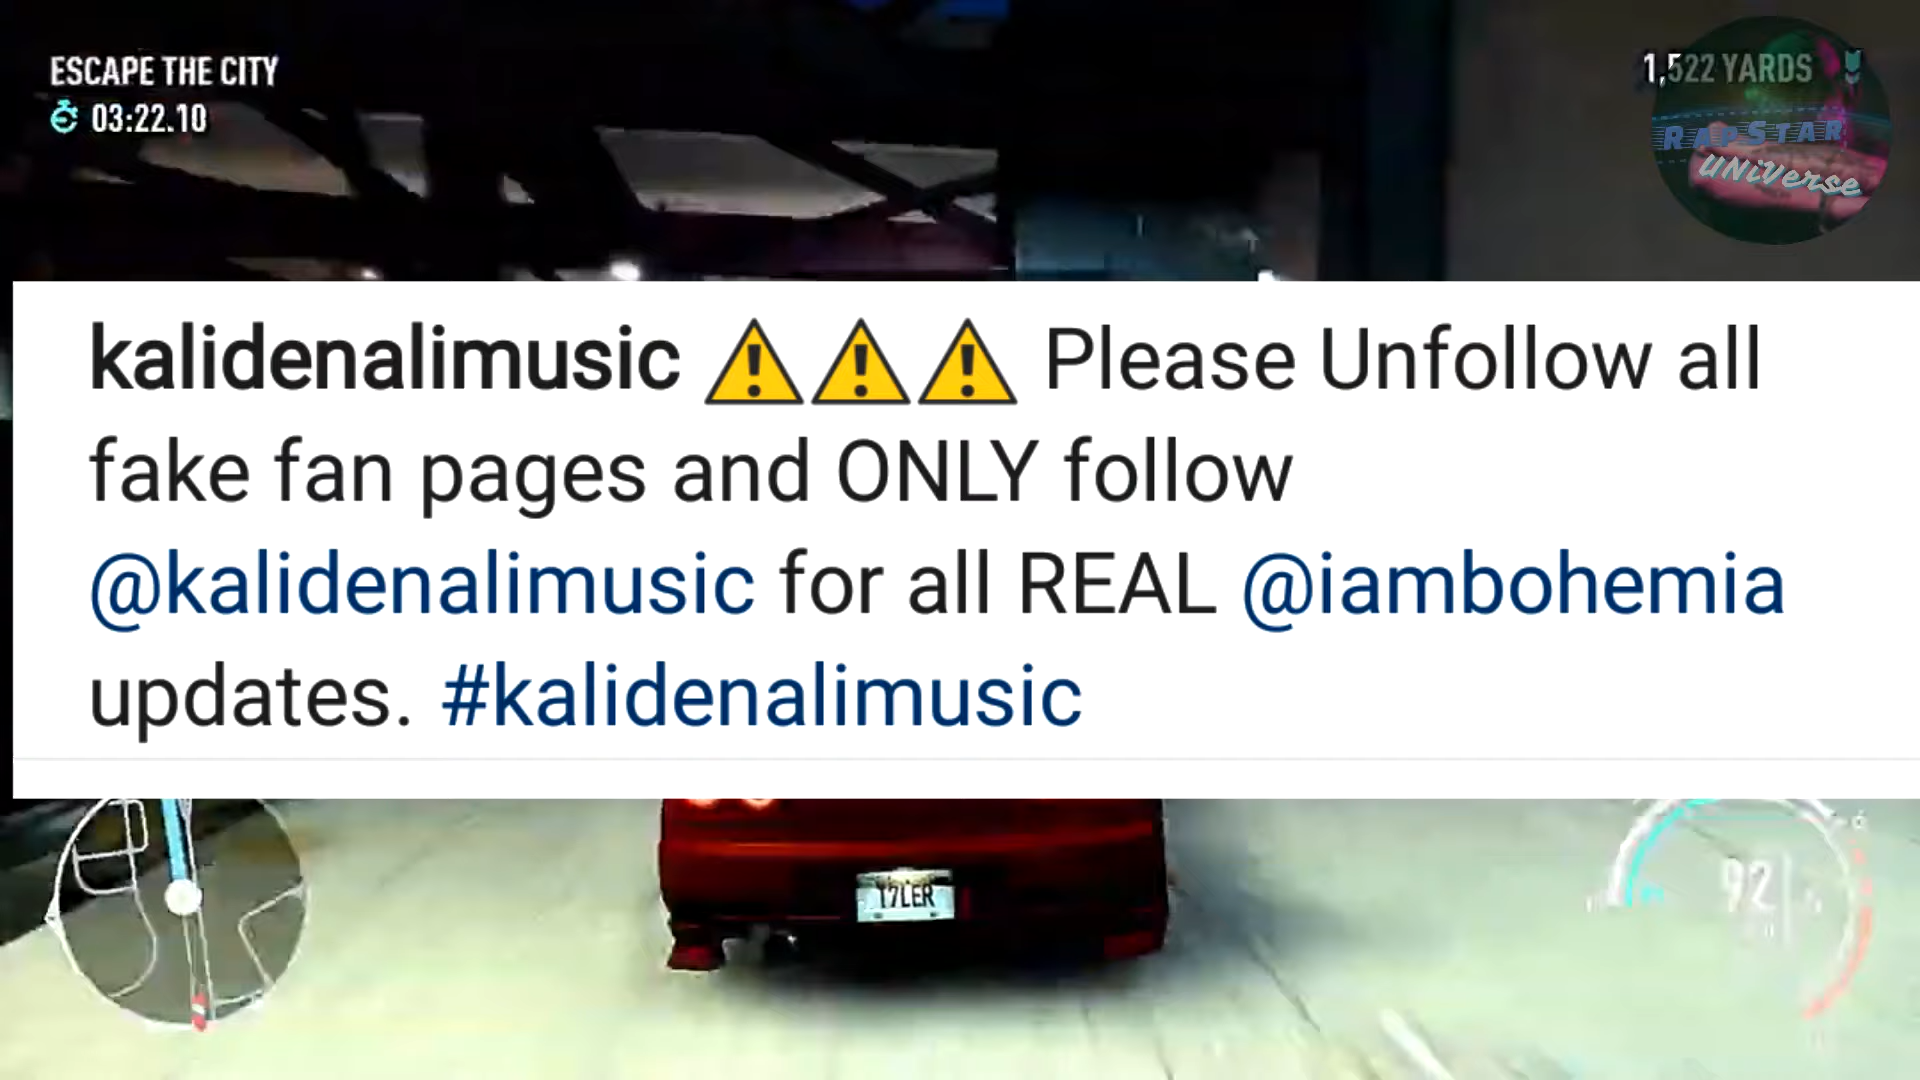 ESCAPE THE CITY
03:22.10
1,522 YARDS
RAPSTAR
UNiVerse
kalidenalimusic ⚠️⚠️⚠️ Please Unfollow all
fake fan pages and ONLY follow
@kalidenalimusic for all REAL @iambohemia
updates. #kalidenalimusic
T7LER
92